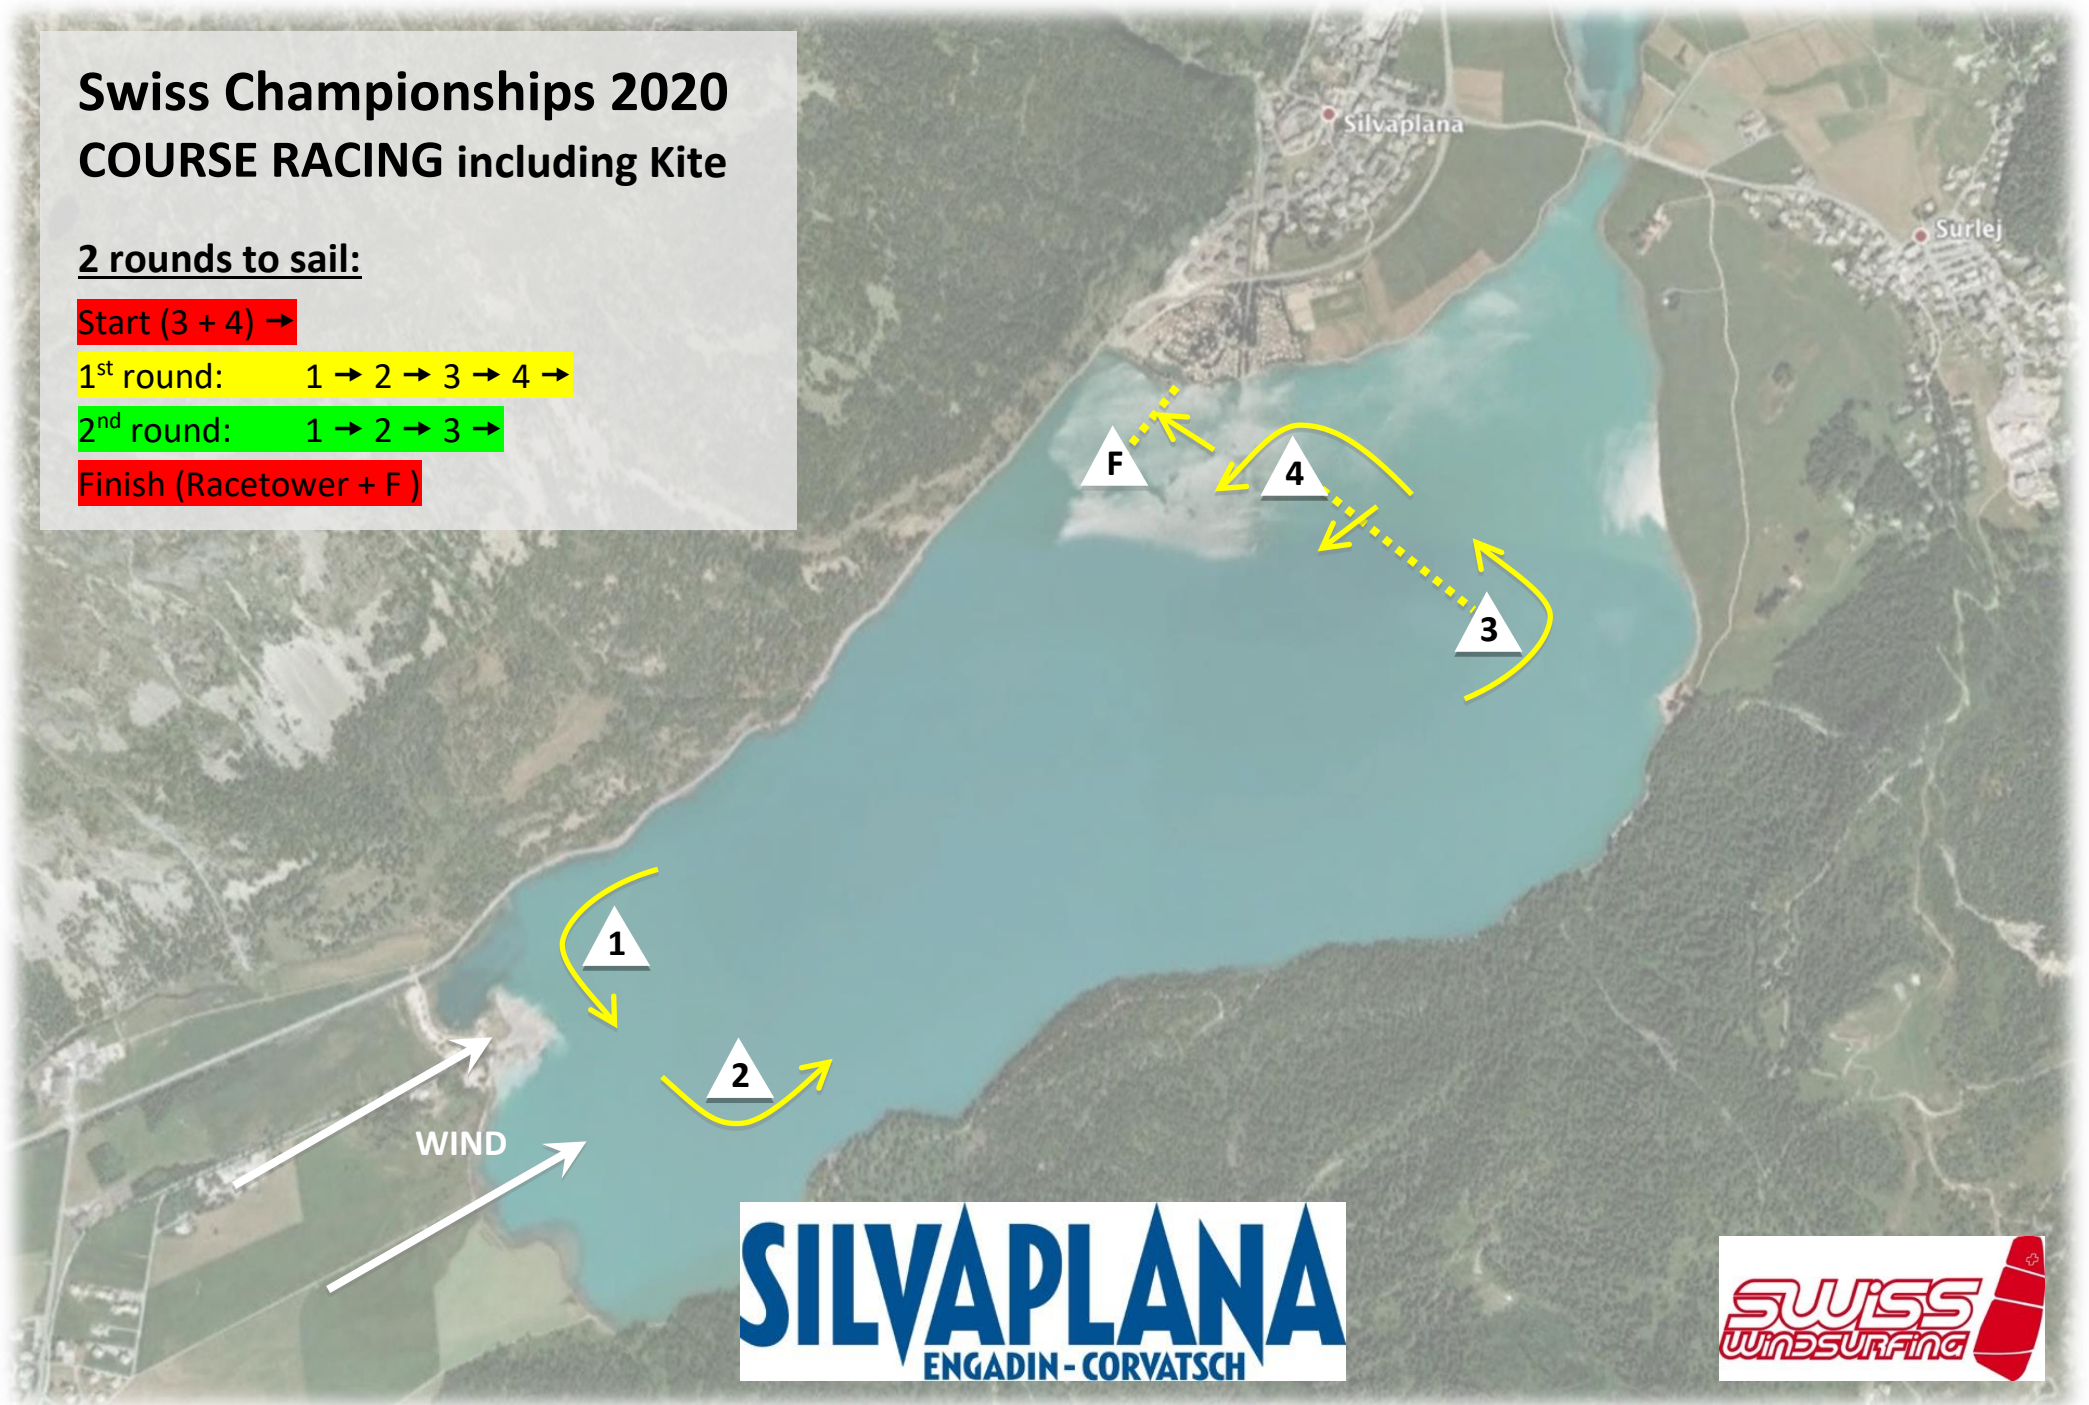 Swiss Championships 2020
COURSE RACING including Kite
2 rounds to sail:
Start (3 + 4) →
1st round: 1 → 2 → 3 → 4 →
2nd round: 1 → 2 → 3 →
Finish (Racetower + F )
Silvaplana
Surlej
F
4
3
1
2
WIND
SILVAPLANA
ENGADIN - CORVATSCH
SWiSS
WiNDSURFiNG